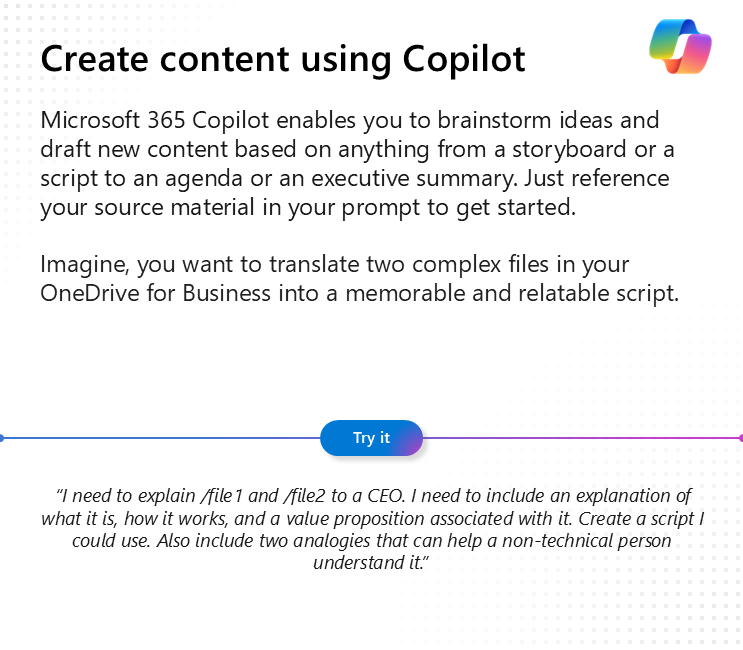 Create content using Copilot
Microsoft 365 Copilot enables you to brainstorm ideas and
draft new content based on anything from a storyboard or a
script to an agenda or an executive summary. Just reference
your source material in your prompt to get started.
Imagine, you want to translate two complex files in your
OneDrive for Business into a memorable and relatable script.
Try it
“I need to explain /file1 and /file2 to a CEO. I need to include an explanation of
what it is, how it works, and a value proposition associated with it. Create a script I
could use. Also include two analogies that can help a non-technical person
understand it.”